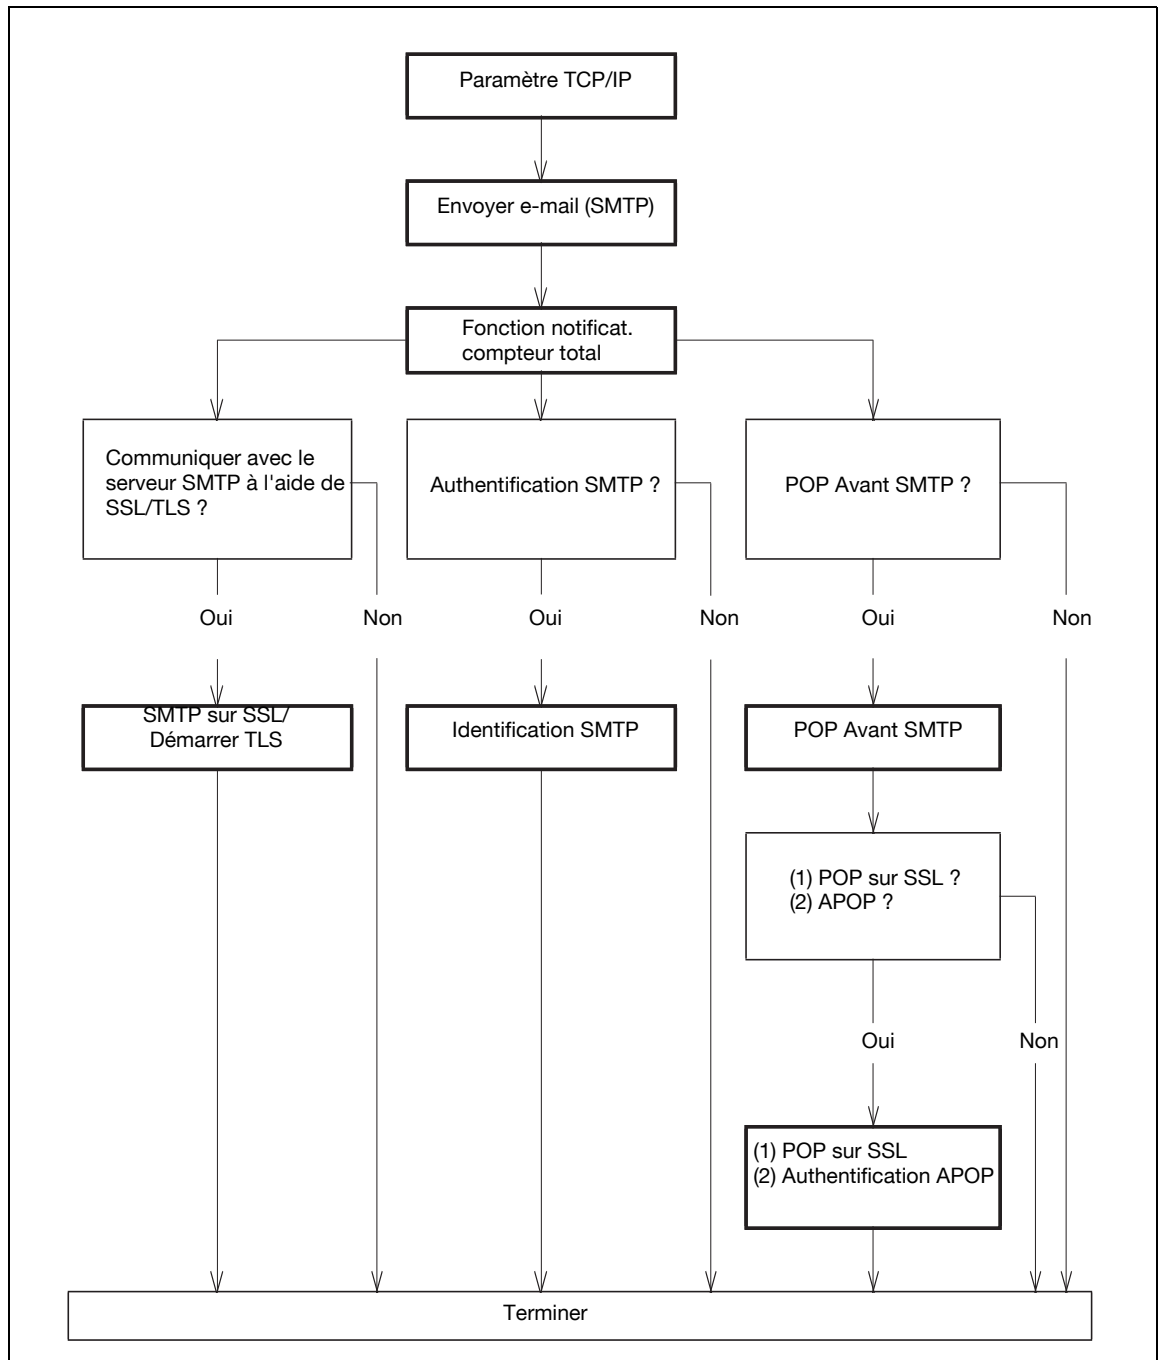 Paramètre TCP/IP
Envoyer e-mail (SMTP)
Fonction notificat.
compteur total
Communiquer avec le
serveur SMTP à l'aide de
SSL/TLS ?
Authentification SMTP ?
POP Avant SMTP ?
Oui
Non
Oui
Non
Oui
Non
SMTP sur SSL/
Démarrer TLS
Identification SMTP
POP Avant SMTP
(1) POP sur SSL ?
(2) APOP ?
Oui
Non
(1) POP sur SSL
(2) Authentification APOP
Terminer